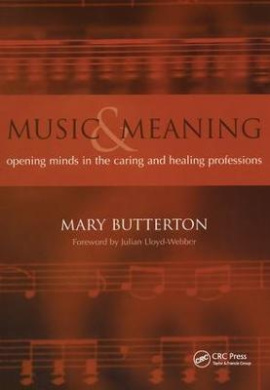 MUSIC & MEANING
opening minds in the caring and healing professions
MARY BUTTERTON
Foreword by Julian Lloyd-Webber
CRC Press
Taylor & Francis Group